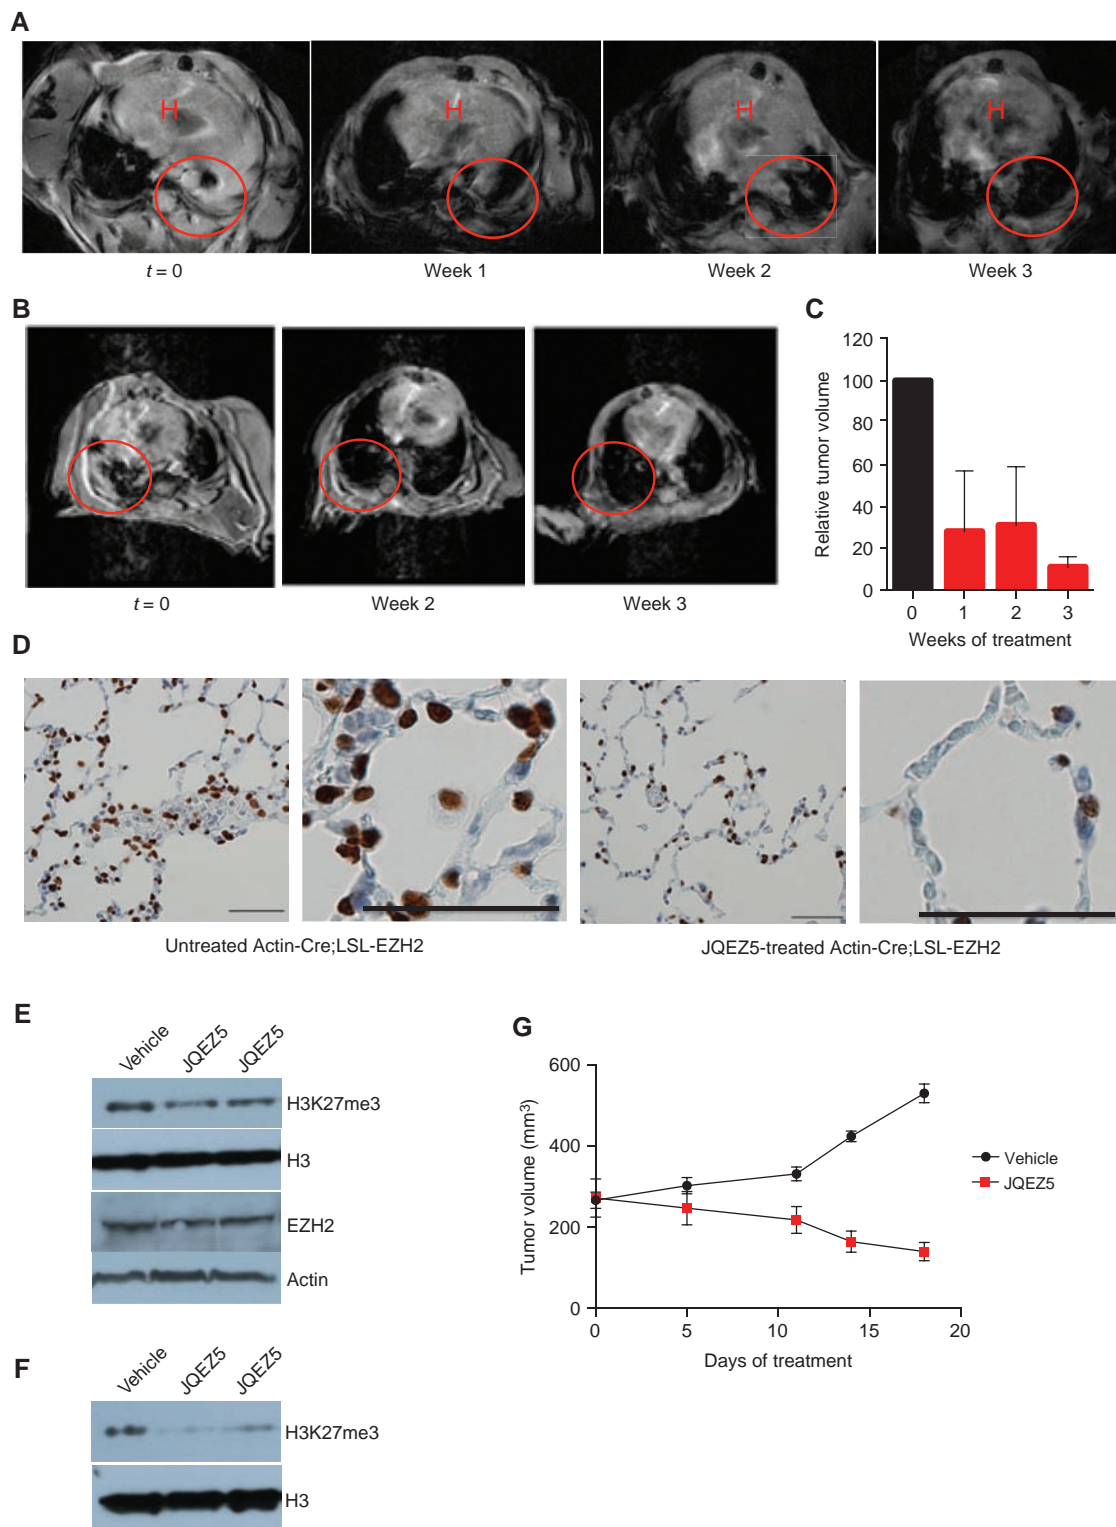 A
H
H
H
H
t = 0
Week 1
Week 2
Week 3
B
t = 0
Week 2
Week 3
C
120
100
80
60
40
20
0
Relative tumor volume
0 1 2 3
Weeks of treatment
D
Untreated Actin-Cre;LSL-EZH2
JQEZ5-treated Actin-Cre;LSL-EZH2
E
Vehicle
JQEZ5
JQEZ5
H3K27me3
H3
EZH2
Actin
F
Vehicle
JQEZ5
JQEZ5
H3K27me3
H3
G
600
400
200
0
Tumor volume (mm³)
0 5 10 15 20
Days of treatment
Vehicle
JQEZ5